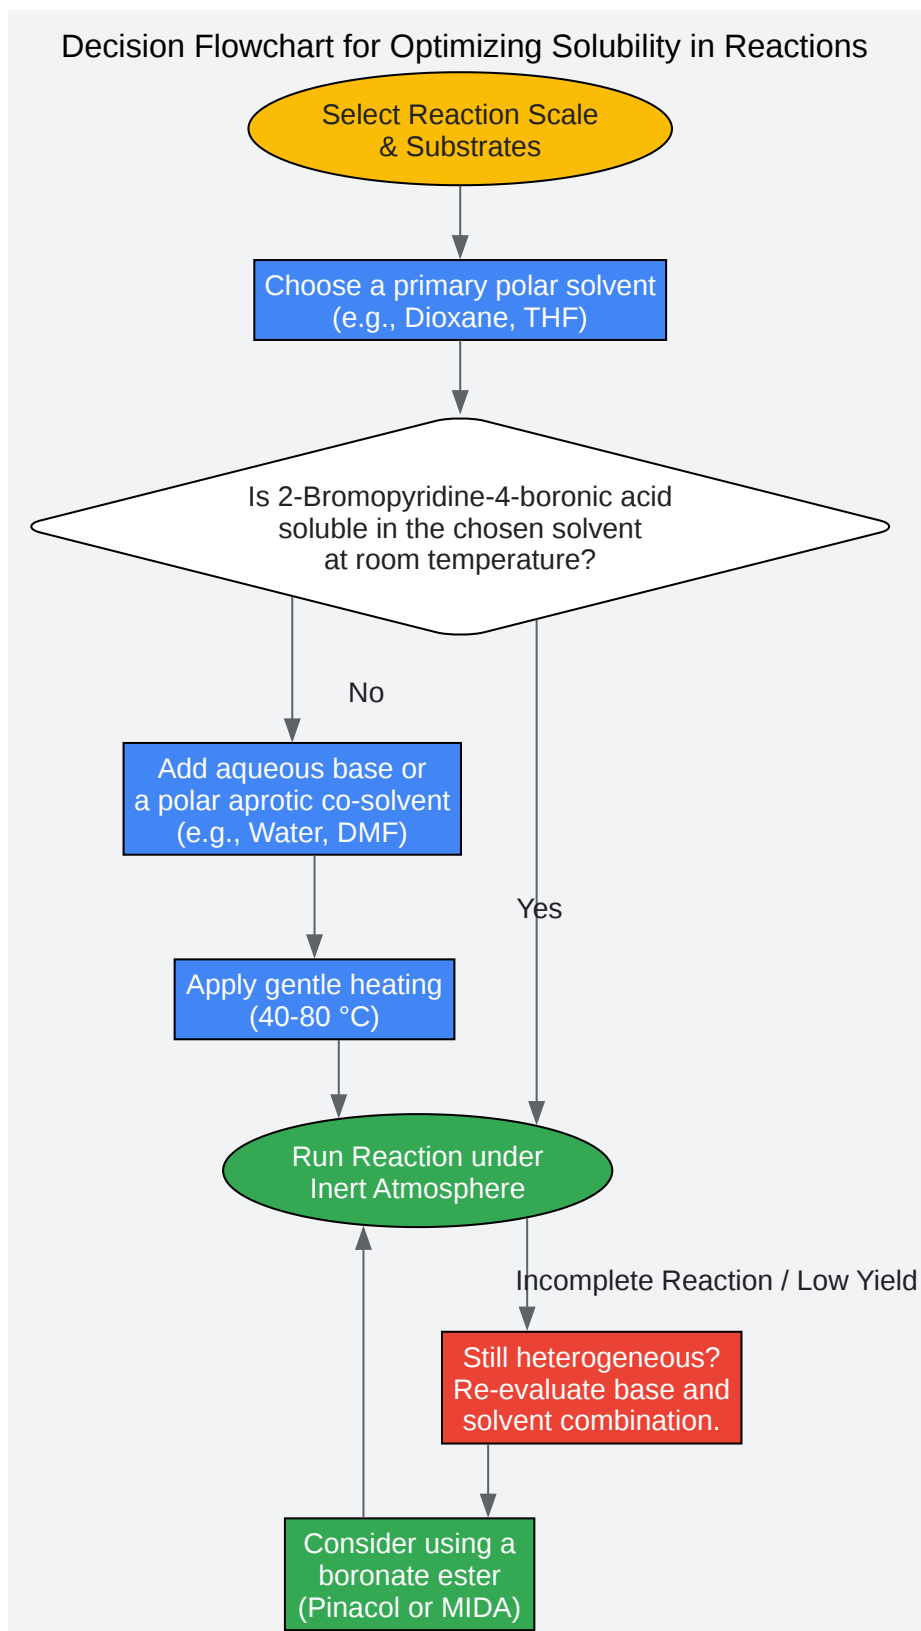 Decision Flowchart for Optimizing Solubility in Reactions
Select Reaction Scale
& Substrates
Choose a primary polar solvent
(e.g., Dioxane, THF)
Is 2-Bromopyridine-4-boronic acid
soluble in the chosen solvent
at room temperature?
No
Add aqueous base or
a polar aprotic co-solvent
(e.g., Water, DMF)
Yes
Apply gentle heating
(40-80 °C)
Run Reaction under
Inert Atmosphere
Incomplete Reaction / Low Yield
Still heterogeneous?
Re-evaluate base and
solvent combination.
Consider using a
boronate ester
(Pinacol or MIDA)